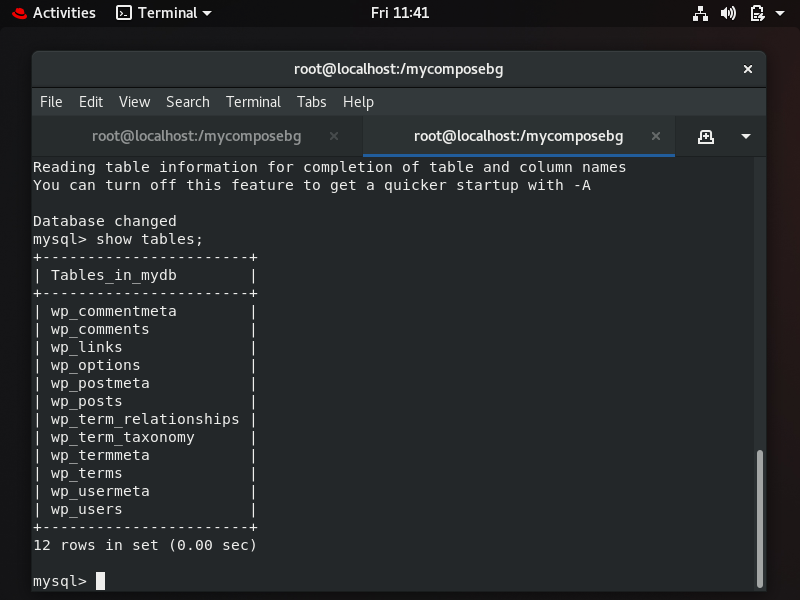 Activities Terminal Fri 11:41
root@localhost:/mycomposebg
File Edit View Search Terminal Tabs Help
root@localhost:/mycomposebg root@localhost:/mycomposebg
Reading table information for completion of table and column names
You can turn off this feature to get a quicker startup with -A
Database changed
mysql> show tables;
+-----------------------+
| Tables_in_mydb        |
+-----------------------+
| wp_commentmeta        |
| wp_comments           |
| wp_links              |
| wp_options            |
| wp_postmeta           |
| wp_posts              |
| wp_term_relationships |
| wp_term_taxonomy      |
| wp_termmeta           |
| wp_terms              |
| wp_usermeta           |
| wp_users              |
+-----------------------+
12 rows in set (0.00 sec)
mysql>